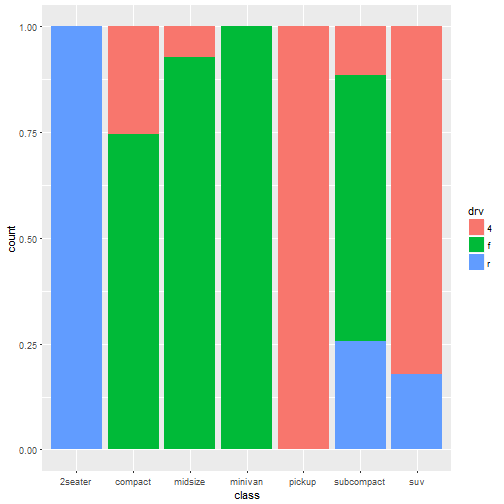 1.00
0.75
0.50
0.25
0.00
count
2seater compact midsize minivan pickup subcompact suv
class
drv
4
f
r